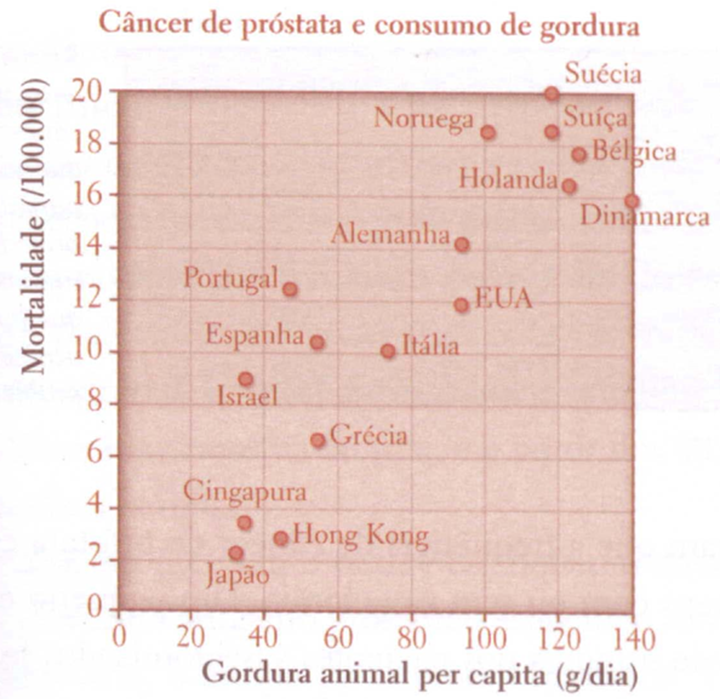 Câncer de próstata e consumo de gordura
Mortalidade (/100.000)
20
18
16
14
12
10
8
6
4
2
0
Suécia
Noruega
Suíça
Bélgica
Holanda
Dinamarca
Alemanha
Portugal
EUA
Espanha
Itália
Israel
Grécia
Cingapura
Hong Kong
Japão
0 20 40 60 80 100 120 140
Gordura animal per capita (g/dia)